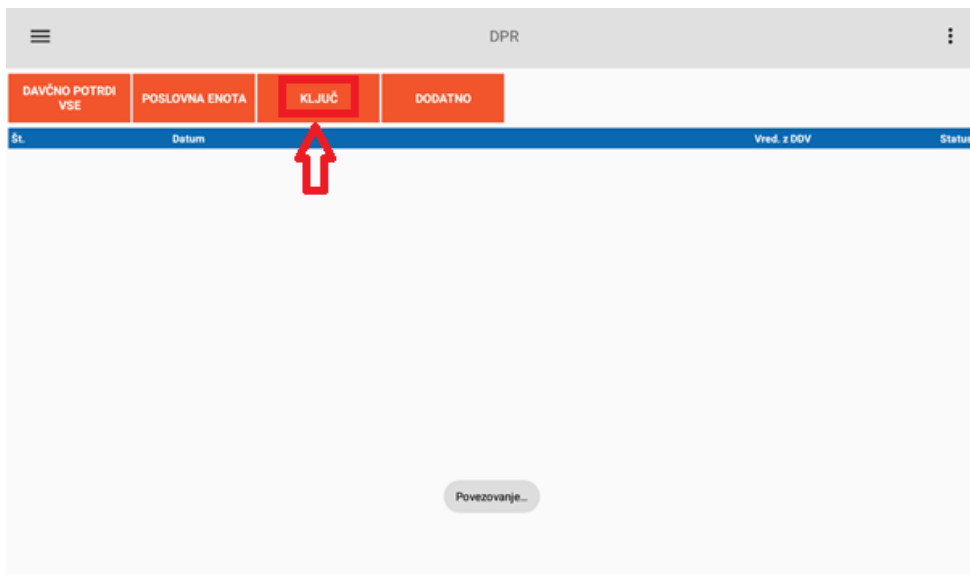 DPR
DAVČNO POTRDI
VSE
POSLOVNA ENOTA
KLJUČ
DODATNO
Št. Datum Vred. z DDV Status
Povezovanje...